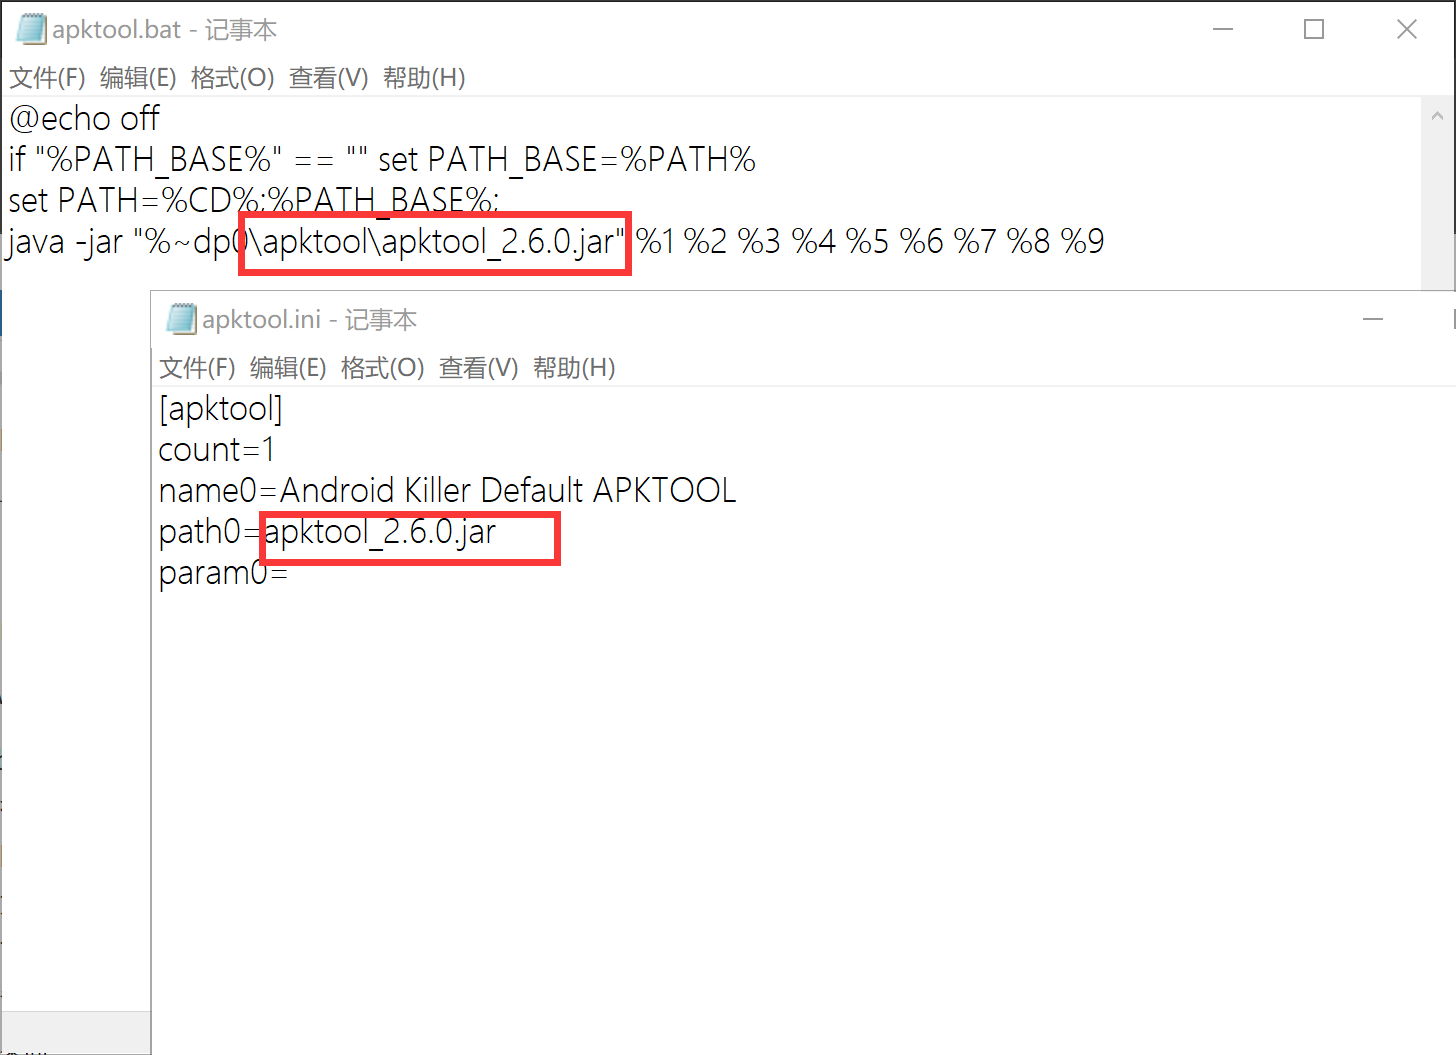 apktool.bat - 记事本
文件(F) 编辑(E) 格式(O) 查看(V) 帮助(H)
@echo off
if "%PATH_BASE%" == "" set PATH_BASE=%PATH%
set PATH=%CD%;%PATH_BASE%;
java -jar "%~dp0\apktool\apktool_2.6.0.jar" %1 %2 %3 %4 %5 %6 %7 %8 %9
apktool.ini - 记事本
文件(F) 编辑(E) 格式(O) 查看(V) 帮助(H)
[apktool]
count=1
name0=Android Killer Default APKTOOL
path0=apktool_2.6.0.jar
param0=